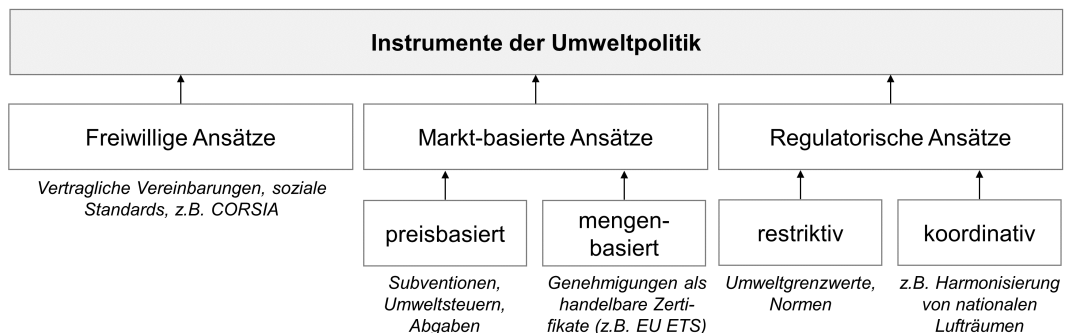 Instrumente der Umweltpolitik
Freiwillige Ansätze
Markt-basierte Ansätze
Regulatorische Ansätze
Vertragliche Vereinbarungen, soziale
Standards, z.B. CORSIA
preisbasiert
mengen-
basiert
restriktiv
koordinativ
Subventionen,
Umweltsteuern,
Abgaben
Genehmigungen als
handelbare Zerti-
fikate (z.B. EU ETS)
Umweltgrenzwerte,
Normen
z.B. Harmonisierung
von nationalen
Lufträumen